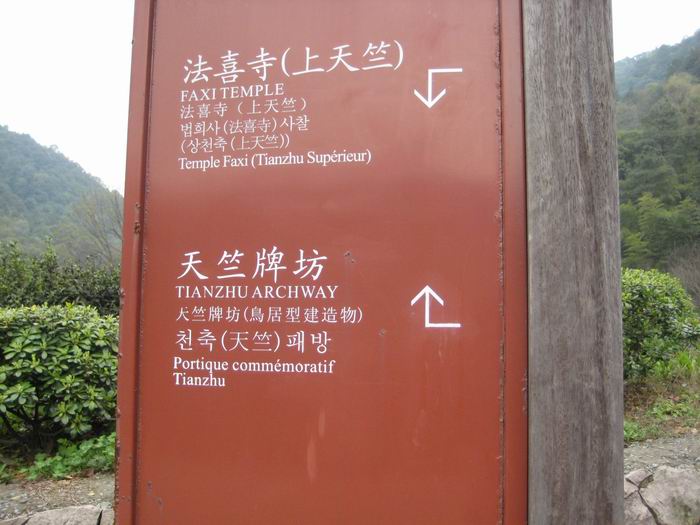 法喜寺(上天竺)
FAXI TEMPLE
法喜寺（上天竺）
법희사(法喜寺)사찰
(상천축(上天竺))
Temple Faxi (Tianzhu Supérieur)
天竺牌坊
TIANZHU ARCHWAY
天竺牌坊(鳥居型建造物)
천축(天竺)패방
Portique commémoratif
Tianzhu